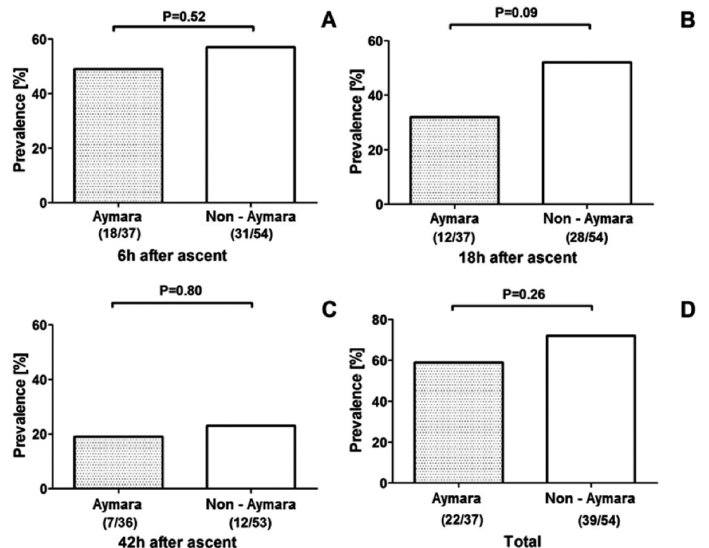 P=0.52
A
Prevalence [%]
60
40
20
0
Aymara Non - Aymara
(18/37) (31/54)
6h after ascent
P=0.09
B
Prevalence [%]
60
40
20
0
Aymara Non - Aymara
(12/37) (28/54)
18h after ascent
P=0.80
C
Prevalence [%]
60
40
20
0
Aymara Non - Aymara
(7/36) (12/53)
42h after ascent
P=0.26
D
Prevalence [%]
80
60
40
20
0
Aymara Non - Aymara
(22/37) (39/54)
Total